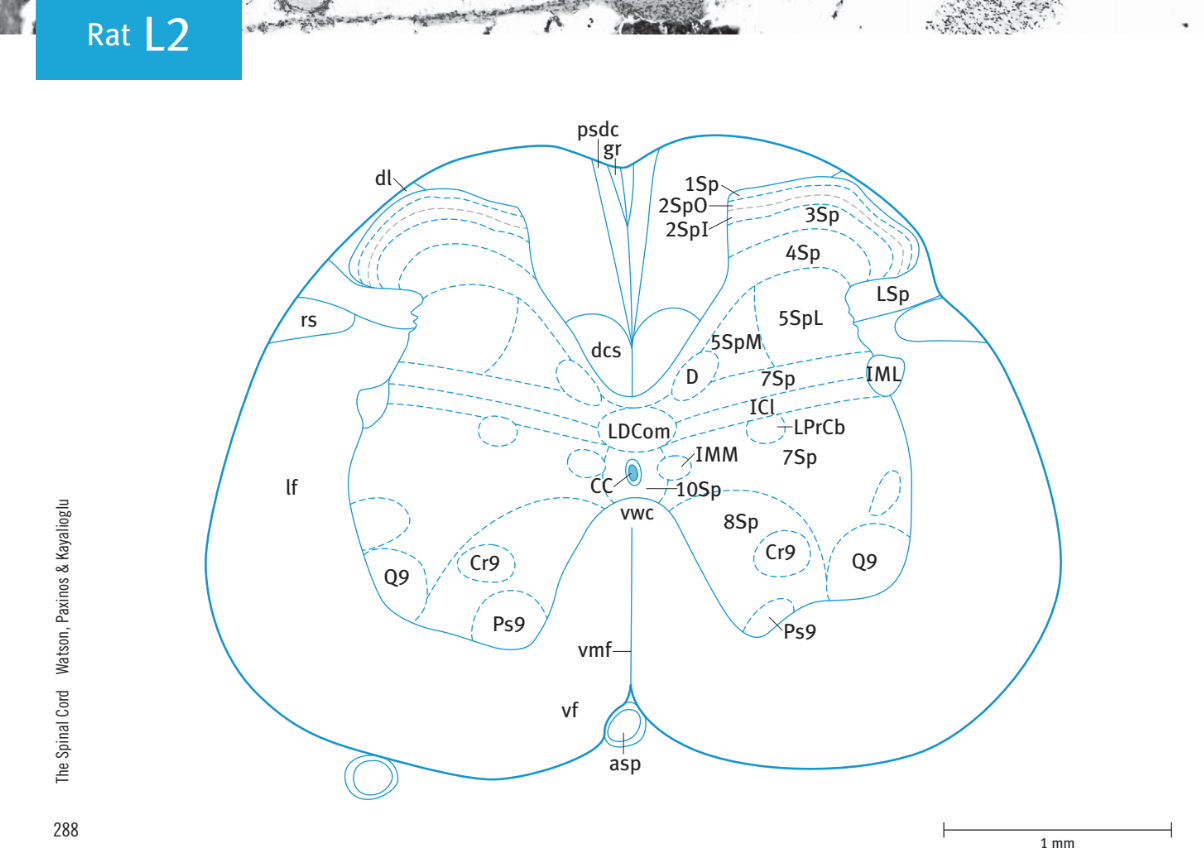 Rat L2
psdc
gr
dl
1Sp
2SpO
2SpI
3Sp
4Sp
LSp
rs
5SpL
5SpM
dcs
D
7Sp
IML
ICl
LDCom
LPrCb
IMM
7Sp
CC
10Sp
lf
vwc
8Sp
Cr9
Cr9
Q9
Q9
Ps9
Ps9
vmf
vf
asp
The Spinal Cord Watson, Paxinos & Kayalioglu
288
1 mm